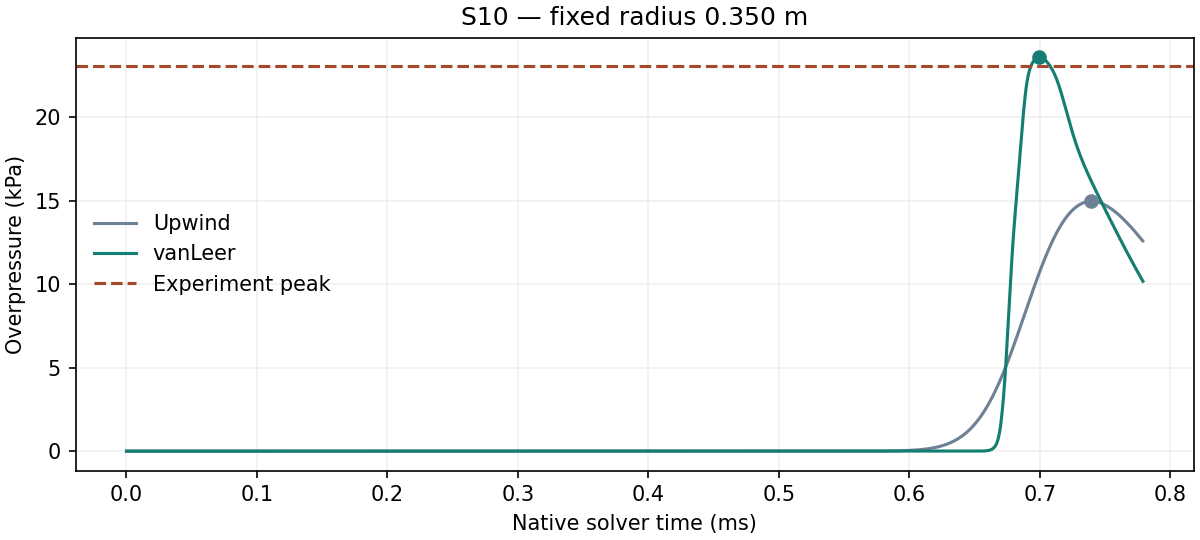 S10 — fixed radius 0.350 m
Overpressure (kPa)
20
15
10
5
0
Upwind
vanLeer
Experiment peak
0.0 0.1 0.2 0.3 0.4 0.5 0.6 0.7 0.8
Native solver time (ms)